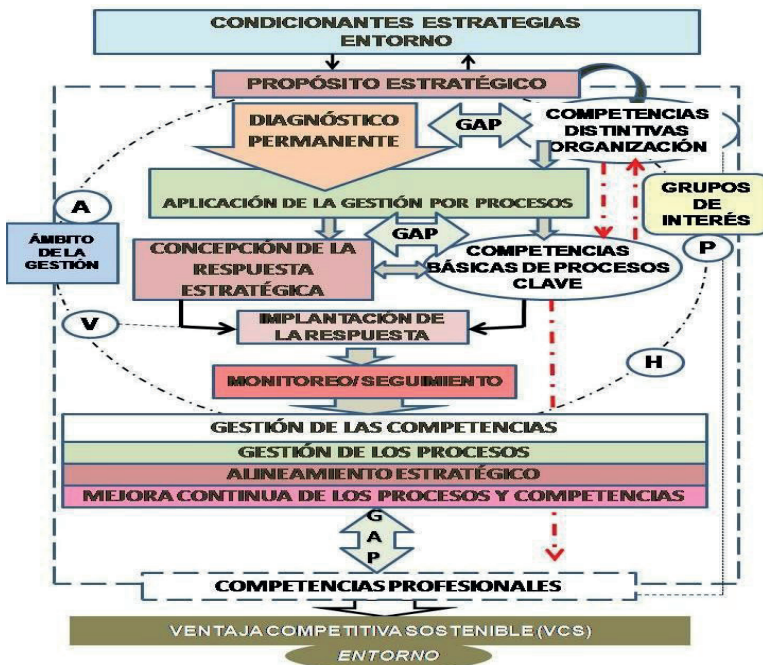 CONDICIONANTES ESTRATEGIAS
ENTORNO
PROPÓSITO ESTRATÉGICO
DIAGNÓSTICO
PERMANENTE
GAP
COMPETENCIAS
DISTINTIVAS
ORGANIZACIÓN
APLICACIÓN DE LA GESTIÓN POR PROCESOS
GRUPOS
DE
INTERÉS
A
ÁMBITO
DE LA
GESTIÓN
CONCEPCIÓN DE LA
RESPUESTA
ESTRATÉGICA
GAP
COMPETENCIAS
BÁSICAS DE PROCESOS
CLAVE
P
V
IMPLANTACIÓN DE
LA RESPUESTA
H
MONITOREO/ SEGUIMIENTO
GESTIÓN DE LAS COMPETENCIAS
GESTIÓN DE LOS PROCESOS
ALINEAMIENTO ESTRATÉGICO
MEJORA CONTINUA DE LOS PROCESOS Y COMPETENCIAS
G
A
P
COMPETENCIAS PROFESIONALES
VENTAJA COMPETITIVA SOSTENIBLE (VCS)
ENTORNO